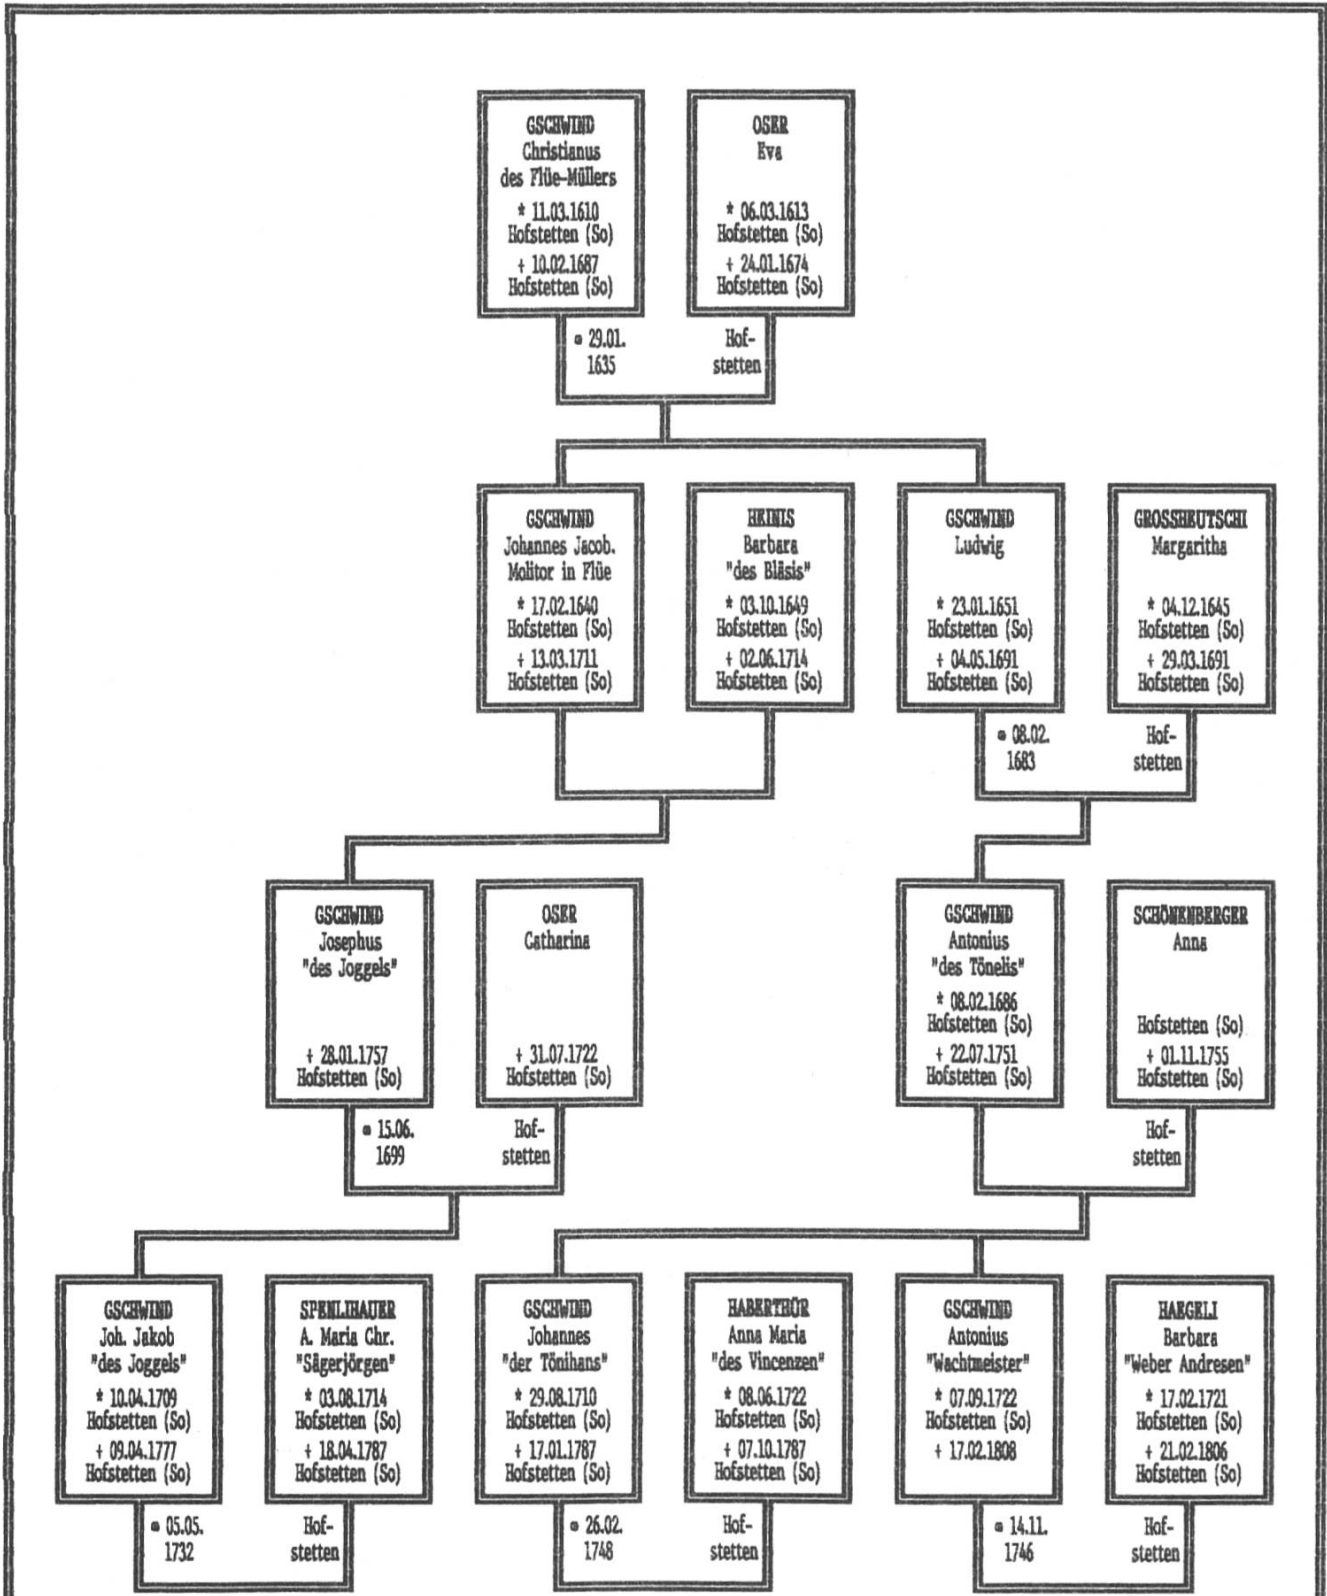 GSCHWIND
Christianus
des Flüe-Müllers
* 11.03.1610
Hofstetten (So)
+ 10.02.1687
Hofstetten (So)
OSER
Eva
* 06.03.1613
Hofstetten (So)
+ 24.01.1674
Hofstetten (So)
⚭ 29.01.
1635
Hof-
stetten
GSCHWIND
Johannes Jacob.
Molitor in Flüe
* 17.02.1640
Hofstetten (So)
+ 13.03.1711
Hofstetten (So)
HEINIS
Barbara
"des Bläsis"
* 03.10.1649
Hofstetten (So)
+ 02.06.1714
Hofstetten (So)
GSCHWIND
Ludwig
* 23.01.1651
Hofstetten (So)
+ 04.05.1691
Hofstetten (So)
GROSSHEUTSCHI
Margaritha
* 04.12.1645
Hofstetten (So)
+ 29.03.1691
Hofstetten (So)
⚭ 08.02.
1683
Hof-
stetten
GSCHWIND
Josephus
"des Joggels"
+ 28.01.1757
Hofstetten (So)
OSER
Catharina
+ 31.07.1722
Hofstetten (So)
GSCHWIND
Antonius
"des Tönelis"
* 08.02.1686
Hofstetten (So)
+ 22.07.1751
Hofstetten (So)
SCHÖNENBERGER
Anna
Hofstetten (So)
+ 01.11.1755
Hofstetten (So)
⚭ 15.06.
1699
Hof-
stetten
Hof-
stetten
GSCHWIND
Joh. Jakob
"des Joggels"
* 10.04.1709
Hofstetten (So)
+ 09.04.1777
Hofstetten (So)
SPENLIHAUER
A. Maria Chr.
"Sägerjörgen"
* 03.08.1714
Hofstetten (So)
+ 18.04.1787
Hofstetten (So)
GSCHWIND
Johannes
"der Tönihans"
* 29.08.1710
Hofstetten (So)
+ 17.01.1787
Hofstetten (So)
HABERTHÜR
Anna Maria
"des Vincenzen"
* 08.06.1722
Hofstetten (So)
+ 07.10.1787
Hofstetten (So)
GSCHWIND
Antonius
"Wachtmeister"
* 07.09.1722
Hofstetten (So)
+ 17.02.1808
HAEGELI
Barbara
"Weber Andresen"
* 17.02.1721
Hofstetten (So)
+ 21.02.1806
Hofstetten (So)
⚭ 05.05.
1732
Hof-
stetten
⚭ 26.02.
1748
Hof-
stetten
⚭ 14.11.
1746
Hof-
stetten